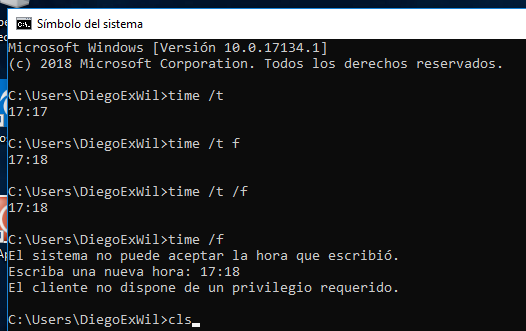 Símbolo del sistema
Microsoft Windows [Versión 10.0.17134.1]
(c) 2018 Microsoft Corporation. Todos los derechos reservados.
C:\Users\DiegoExWil>time /t
17:17
C:\Users\DiegoExWil>time /t f
17:18
C:\Users\DiegoExWil>time /t /f
17:18
C:\Users\DiegoExWil>time /f
El sistema no puede aceptar la hora que escribió.
Escriba una nueva hora: 17:18
El cliente no dispone de un privilegio requerido.
C:\Users\DiegoExWil>cls